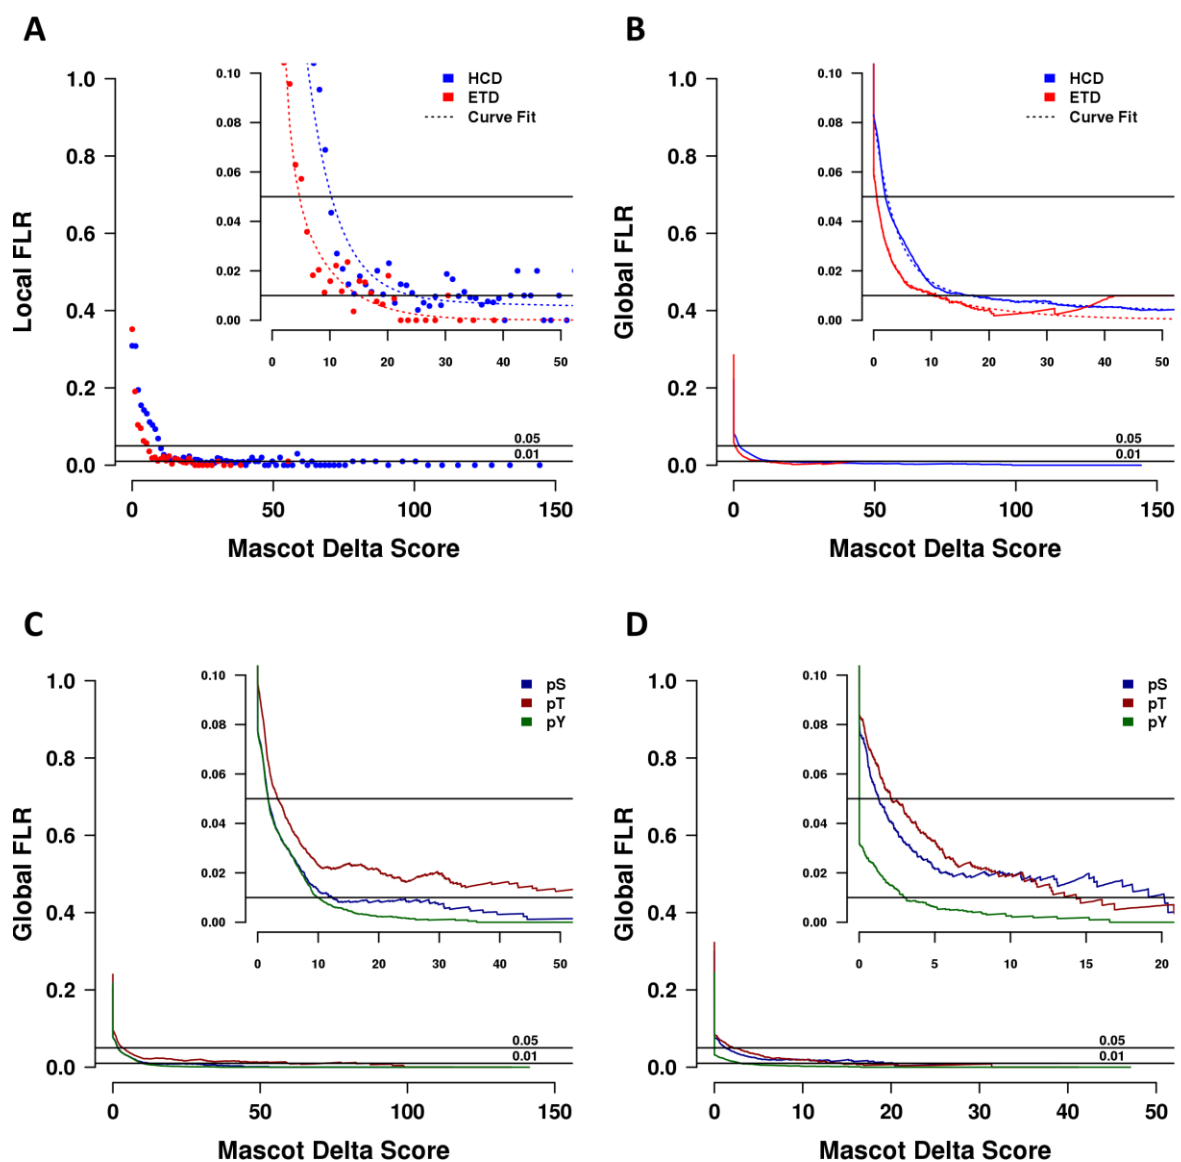 A
Local FLR
1.0
0.8
0.6
0.4
0.2
0.0
0.10
0.08
0.06
0.04
0.02
0.00
0 10 20 30 40 50
HCD
ETD
Curve Fit
0.05
0.01
0 50 100 150
Mascot Delta Score
B
Global FLR
1.0
0.8
0.6
0.4
0.2
0.0
0.10
0.08
0.06
0.04
0.02
0.00
0 10 20 30 40 50
HCD
ETD
Curve Fit
0.05
0.01
0 50 100 150
Mascot Delta Score
C
Global FLR
1.0
0.8
0.6
0.4
0.2
0.0
0.10
0.08
0.06
0.04
0.02
0.00
0 10 20 30 40 50
pS
pT
pY
0.05
0.01
0 50 100 150
Mascot Delta Score
D
Global FLR
1.0
0.8
0.6
0.4
0.2
0.0
0.10
0.08
0.06
0.04
0.02
0.00
0 5 10 15 20
pS
pT
pY
0.05
0.01
0 10 20 30 40 50
Mascot Delta Score